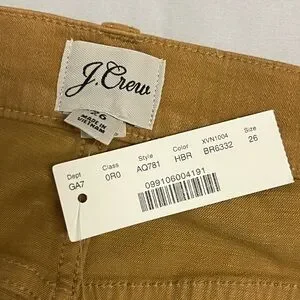 J.Crew
26
MADE IN
VIETNAM
Dept Class Style Color XVN1004 Size
GA7 0R0 AQ781 HBR BR6332 26
099106004191